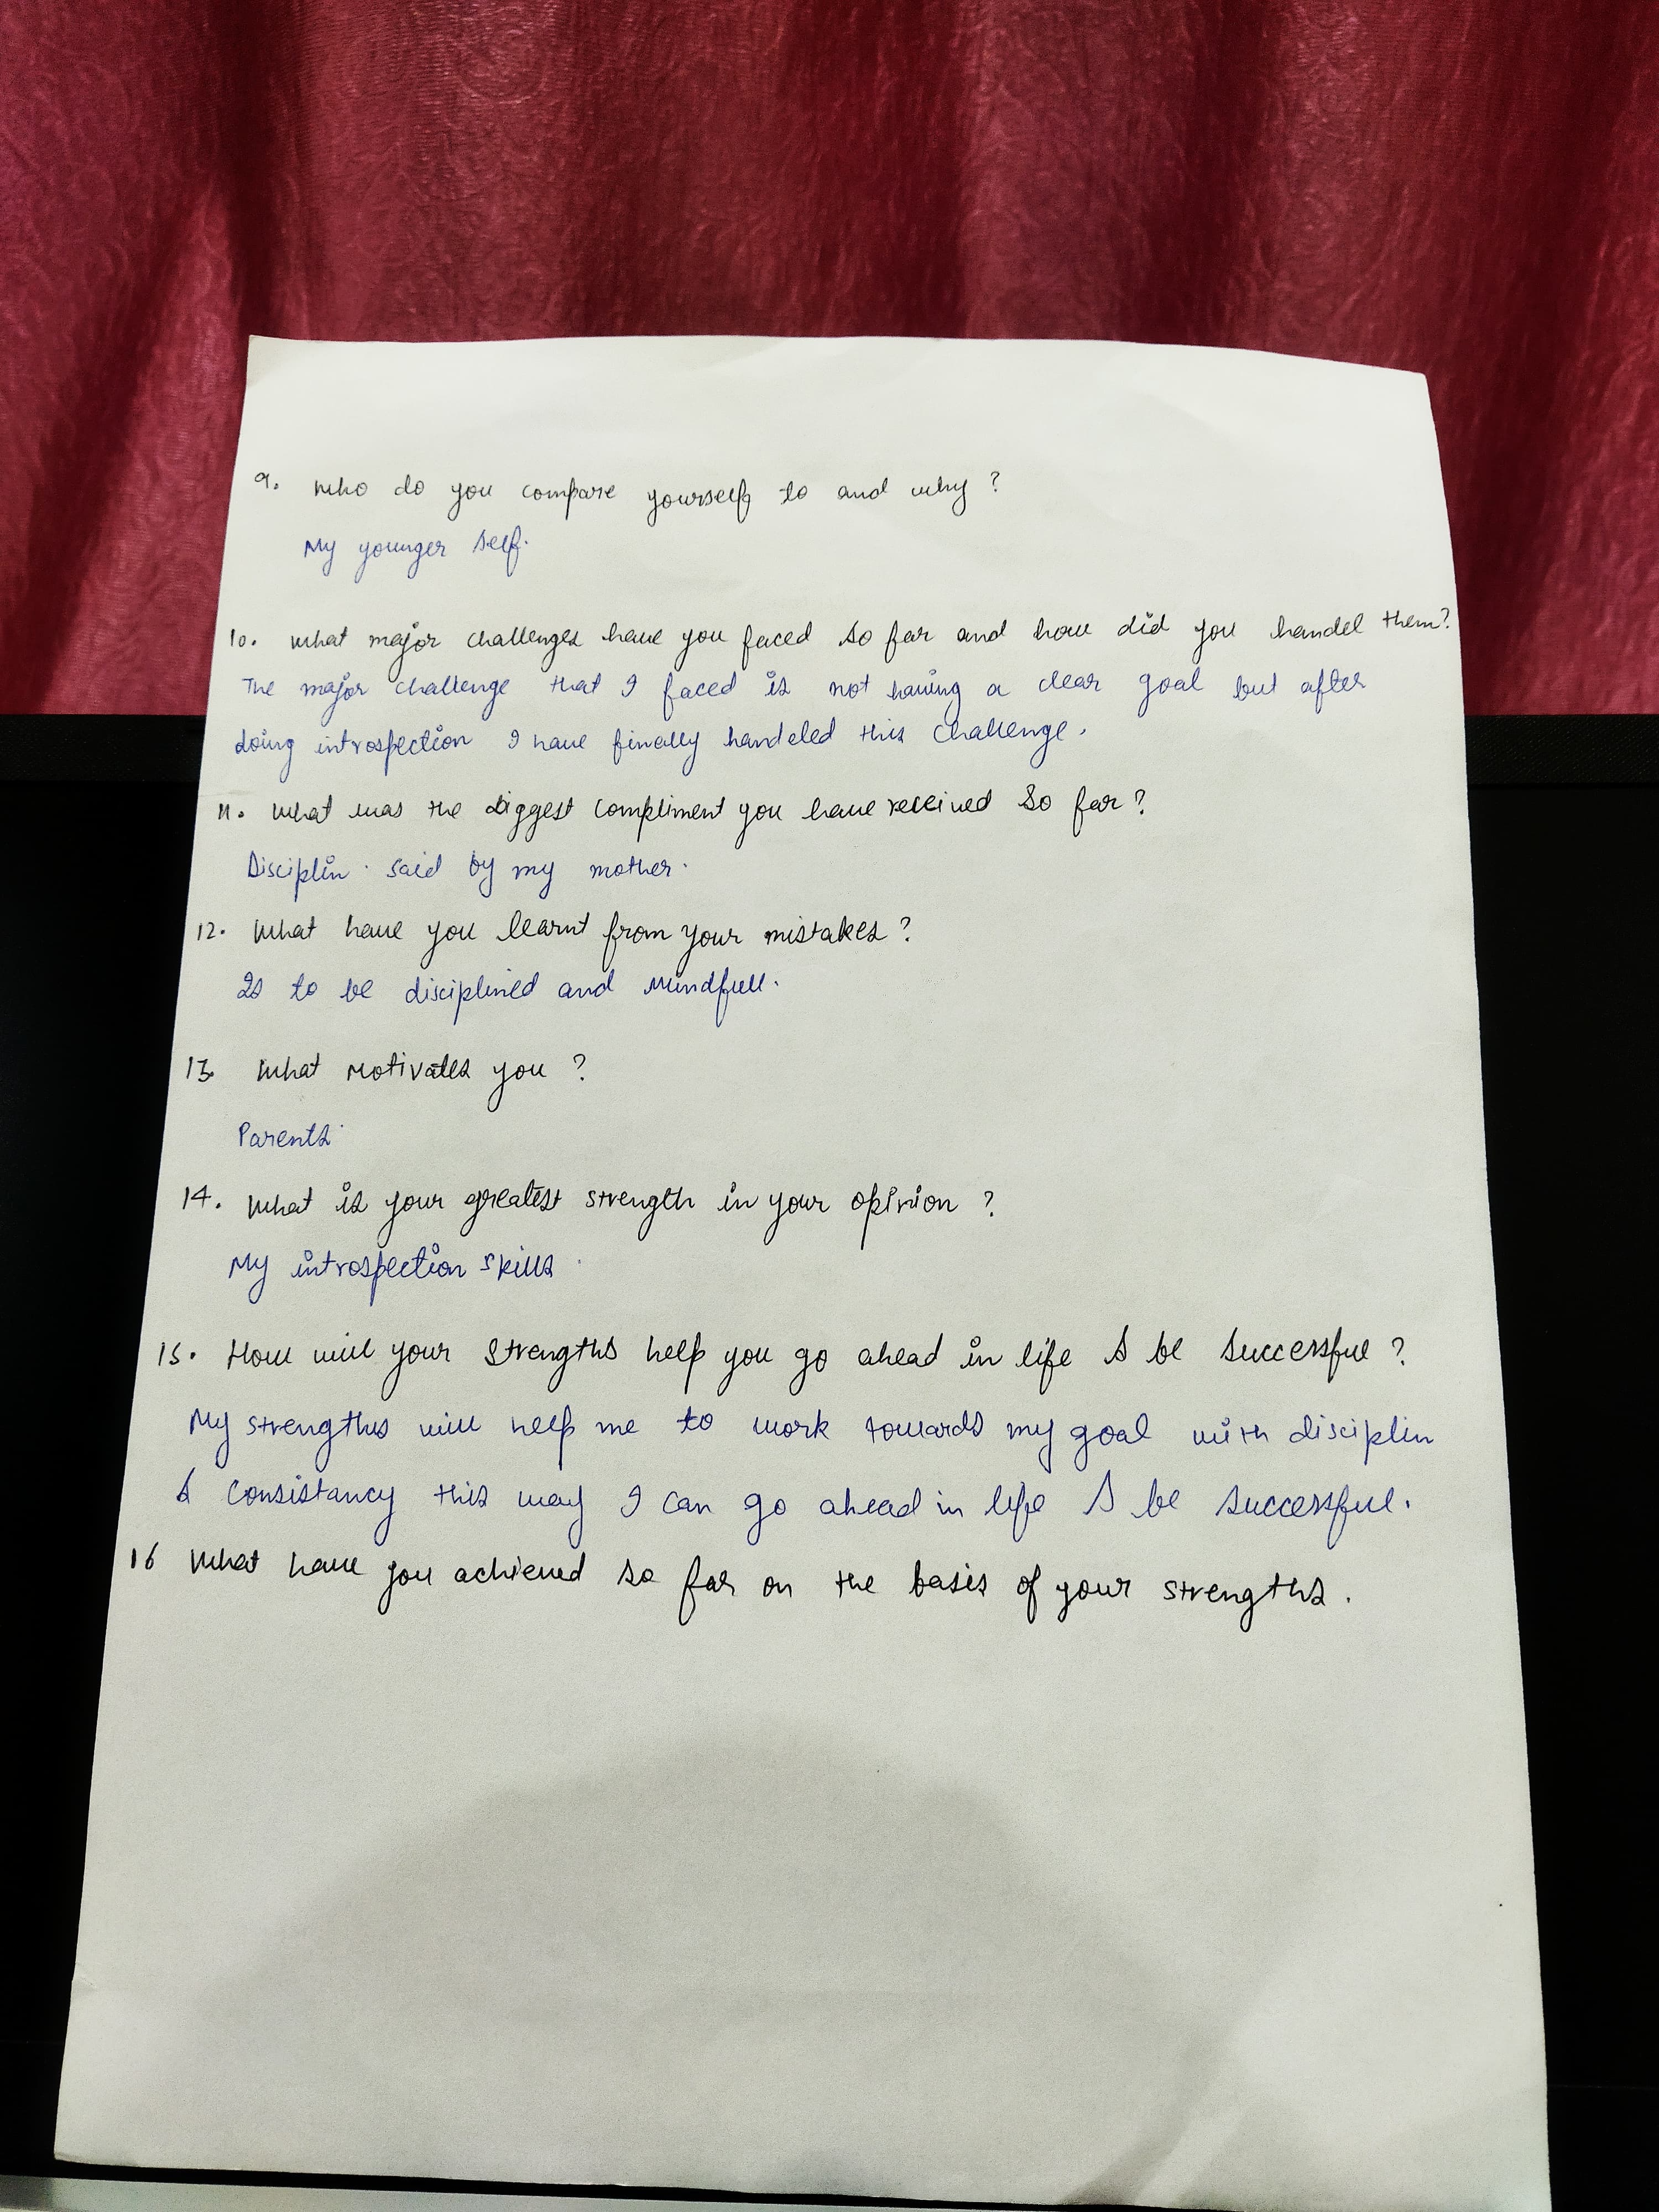 9. Who do you compare yourself to and why ?
My younger self.
10. What major challenges have you faced so far and how did you handel them?
The major challenge that I faced is not having a clear goal but after
doing introspection I have finally handeled this challenge.
11. What was the biggest compliment you have received so far ?
Disciplin. said by my mother.
12. What have you learnt from your mistakes ?
Is to be disciplined and mindfull.
13. What motivates you ?
Parents.
14. What is your greatest strength in your opinion ?
My introspection skills.
15. How will your strengths help you go ahead in life & be successful ?
My strengths will help me to work towards my goal with disciplin
& consistancy this way I can go ahead in life & be successful.
16 What have you achieved so far on the basis of your strengths.